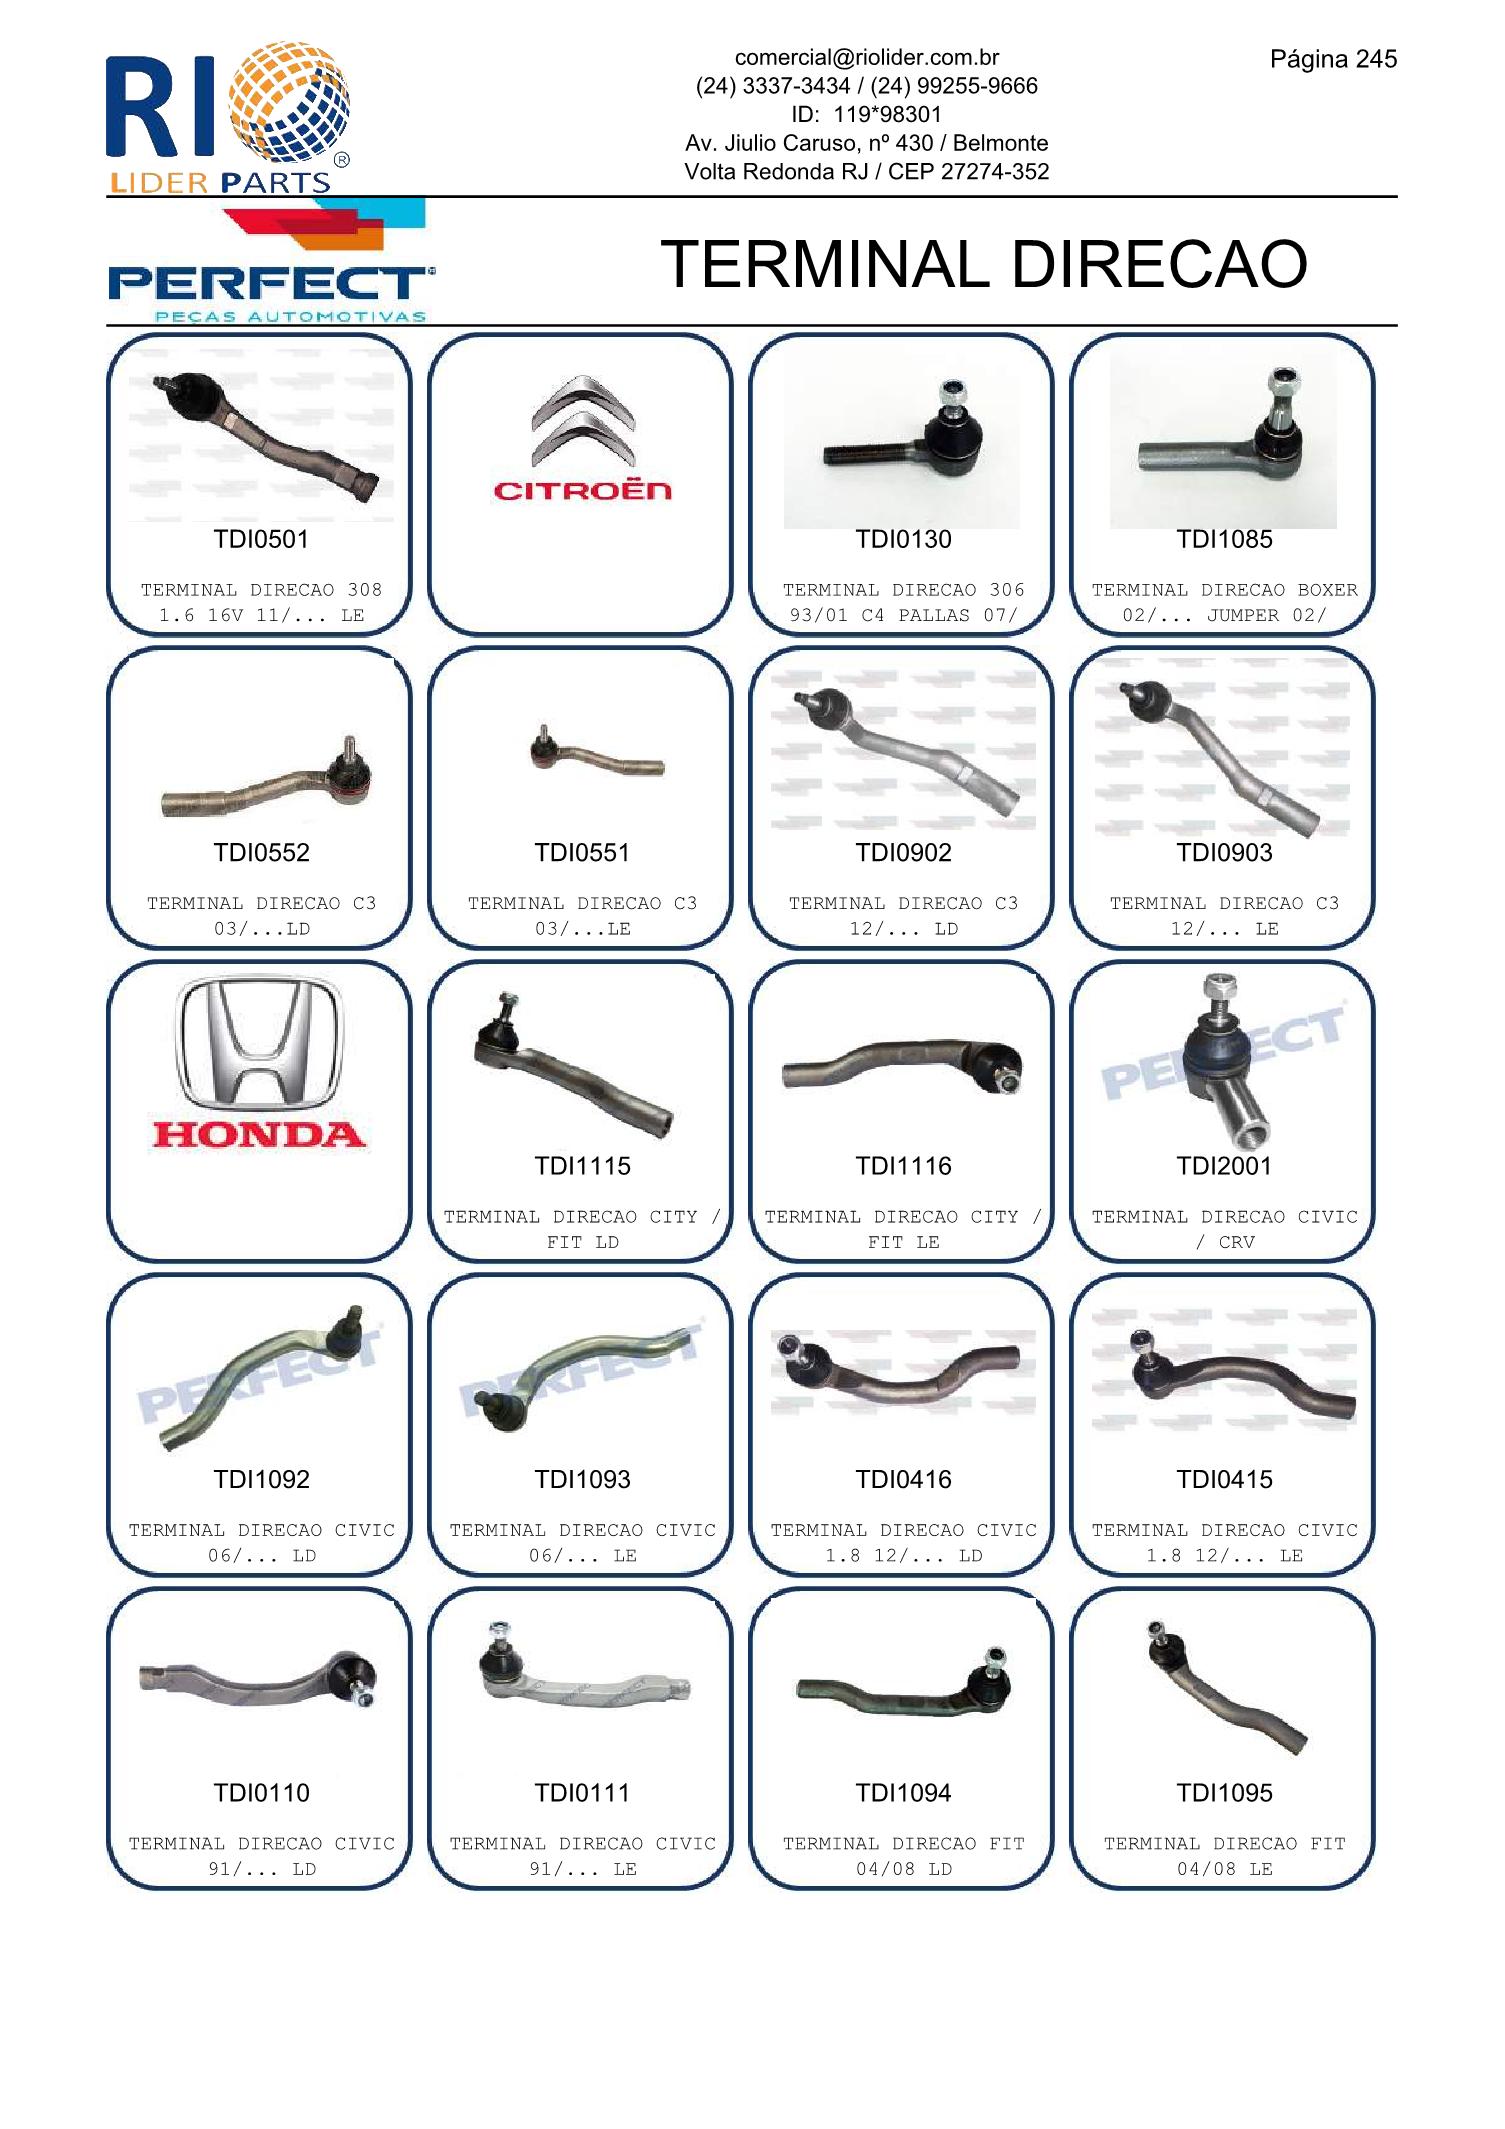 RIO
®
LIDER PARTS
comercial@riolider.com.br
(24) 3337-3434 / (24) 99255-9666
ID: 119*98301
Av. Jiulio Caruso, nº 430 / Belmonte
Volta Redonda RJ / CEP 27274-352
Página 245
PERFECT
PEÇAS AUTOMOTIVAS
TERMINAL DIRECAO
TDI0501
TERMINAL DIRECAO 308
1.6 16V 11/... LE
CITROËN
TDI0130
TERMINAL DIRECAO 306
93/01 C4 PALLAS 07/
TDI1085
TERMINAL DIRECAO BOXER
02/... JUMPER 02/
TDI0552
TERMINAL DIRECAO C3
03/...LD
TDI0551
TERMINAL DIRECAO C3
03/...LE
TDI0902
TERMINAL DIRECAO C3
12/... LD
TDI0903
TERMINAL DIRECAO C3
12/... LE
HONDA
TDI1115
TERMINAL DIRECAO CITY /
FIT LD
TDI1116
TERMINAL DIRECAO CITY /
FIT LE
PERFECT
TDI2001
TERMINAL DIRECAO CIVIC
/ CRV
PERFECT
TDI1092
TERMINAL DIRECAO CIVIC
06/... LD
PERFECT
TDI1093
TERMINAL DIRECAO CIVIC
06/... LE
TDI0416
TERMINAL DIRECAO CIVIC
1.8 12/... LD
TDI0415
TERMINAL DIRECAO CIVIC
1.8 12/... LE
TDI0110
TERMINAL DIRECAO CIVIC
91/... LD
PERFECT
TDI0111
TERMINAL DIRECAO CIVIC
91/... LE
TDI1094
TERMINAL DIRECAO FIT
04/08 LD
TDI1095
TERMINAL DIRECAO FIT
04/08 LE